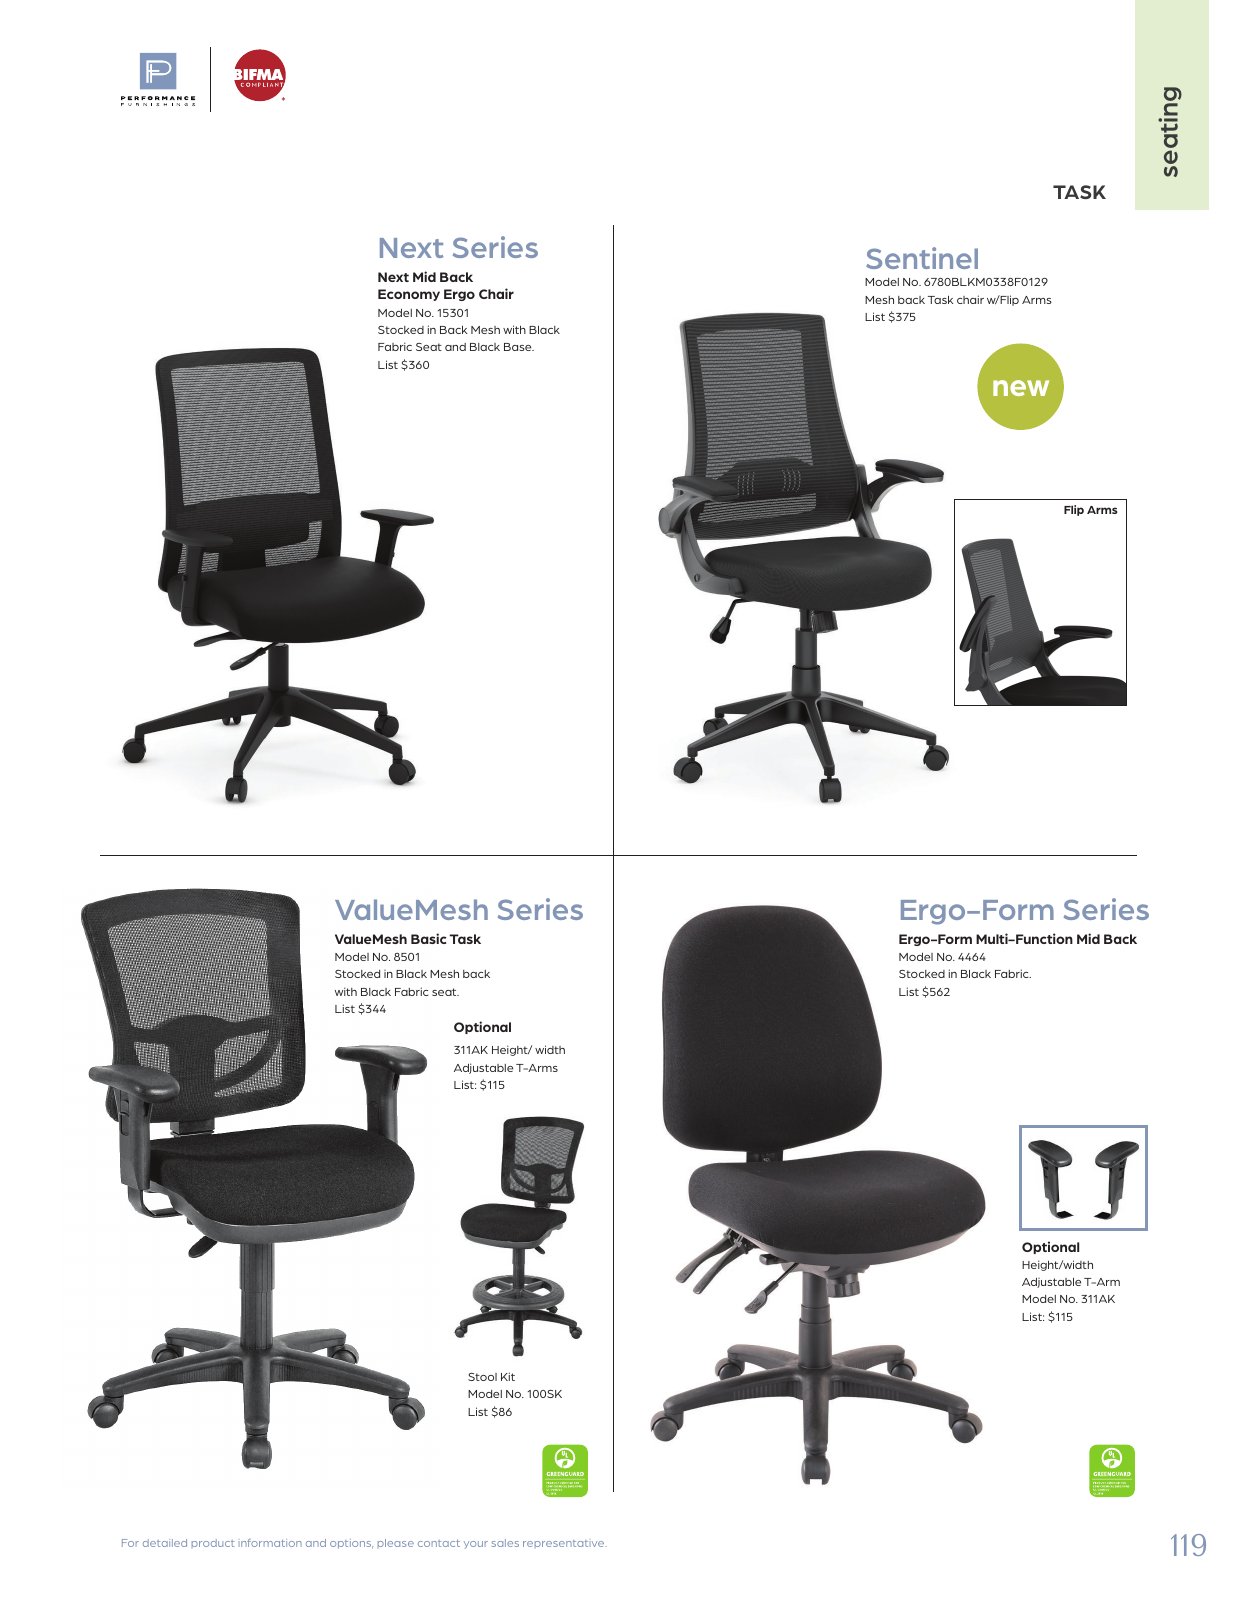 PERFORMANCE
FURNISHINGS
BIFMA
COMPLIANT
seating
TASK
Next Series
Next Mid Back
Economy Ergo Chair
Model No. 15301
Stocked in Back Mesh with Black
Fabric Seat and Black Base.
List $360
Sentinel
Model No. 6780BLKM0338F0129
Mesh back Task chair w/Flip Arms
List $375
new
Flip Arms
ValueMesh Series
ValueMesh Basic Task
Model No. 8501
Stocked in Black Mesh back
with Black Fabric seat.
List $344
Optional
311AK Height/ width
Adjustable T-Arms
List: $115
Stool Kit
Model No. 100SK
List $86
GREENGUARD
Ergo-Form Series
Ergo-Form Multi-Function Mid Back
Model No. 4464
Stocked in Black Fabric.
List $562
Optional
Height/width
Adjustable T-Arm
Model No. 311AK
List: $115
GREENGUARD
For detailed product information and options, please contact your sales representative.
119